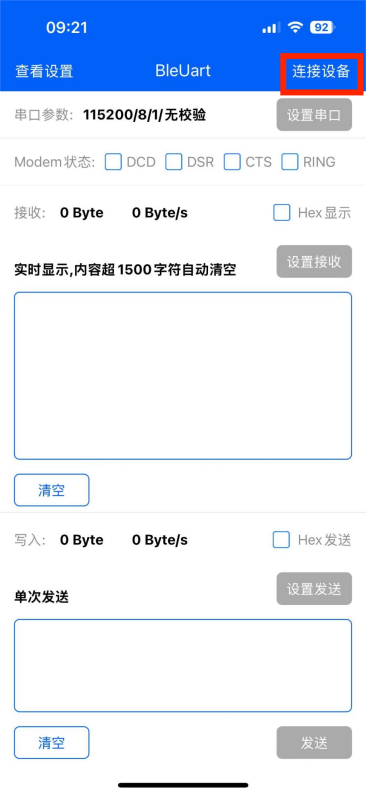 09:21 92
查看设置 BleUart 连接设备
串口参数: 115200/8/1/无校验 设置串口
Modem状态: DCD DSR CTS RING
接收: 0 Byte 0 Byte/s Hex显示
实时显示,内容超1500字符自动清空 设置接收
清空
写入: 0 Byte 0 Byte/s Hex发送
单次发送 设置发送
清空 发送